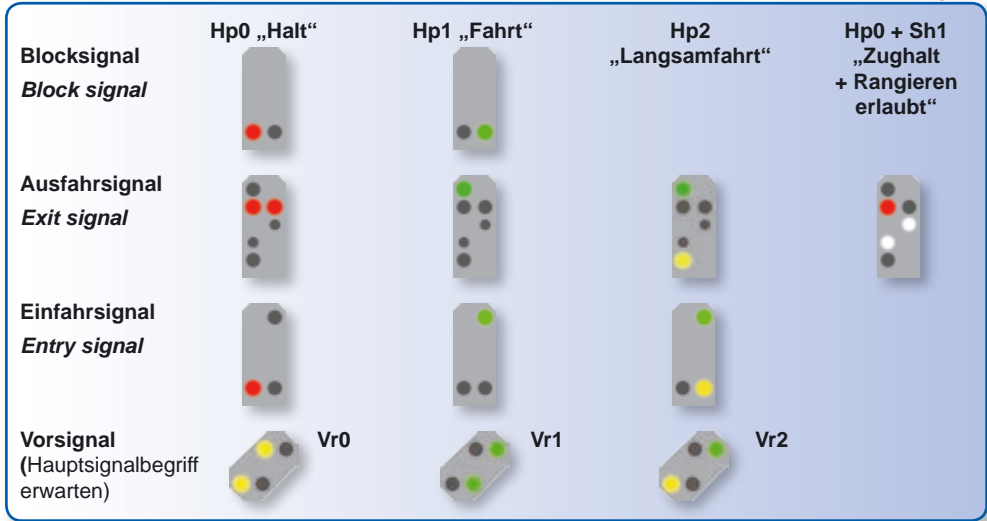 Hp0 „Halt“
Hp1 „Fahrt“
Hp2
„Langsamfahrt“
Hp0 + Sh1
„Zughalt
+ Rangieren
erlaubt“
Blocksignal
Block signal
Ausfahrsignal
Exit signal
Einfahrsignal
Entry signal
Vorsignal
(Hauptsignalbegriff
erwarten)
Vr0
Vr1
Vr2